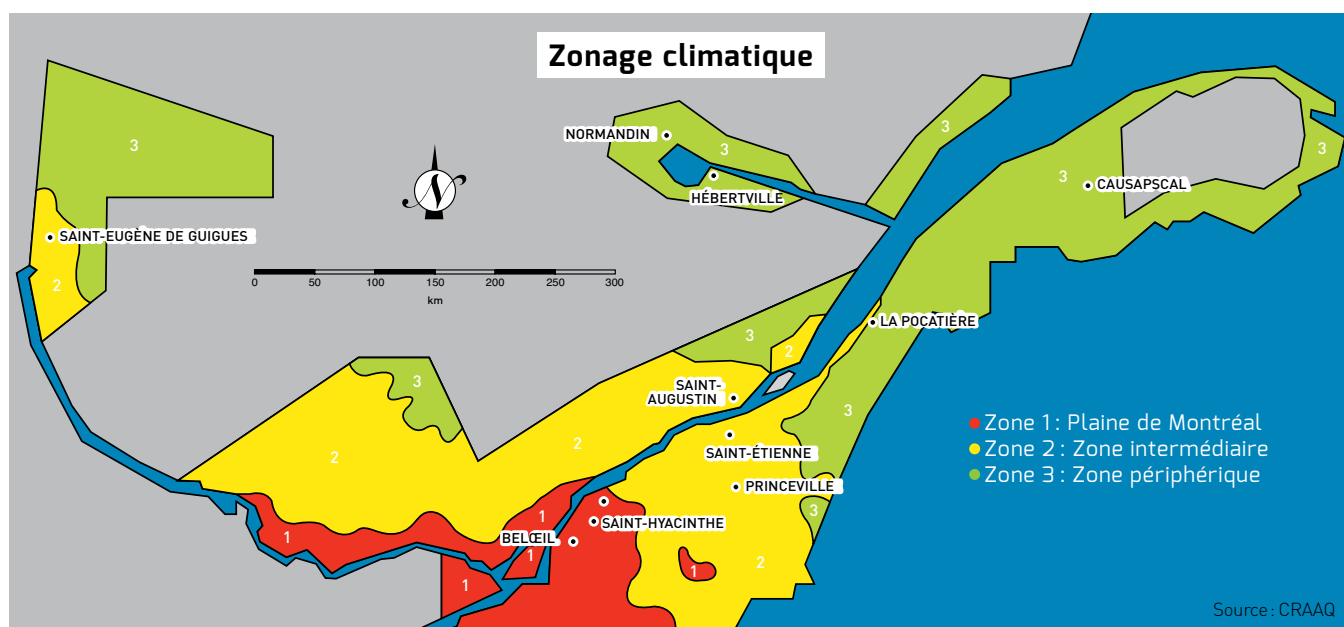 Zonage climatique
3
NORMANDIN
3
3
3
3
CAUSAPSCAL
HÉBERTVILLE
SAINT-EUGÈNE DE GUIGUES
2
0 50 100 150 200 250 300
km
LA POCATIÈRE
3
2
3
SAINT-
AUGUSTIN
3
2
2
SAINT-ÉTIENNE
PRINCEVILLE
3
SAINT-HYACINTHE
BELŒIL
1
1
1
1
1
2
Zone 1 : Plaine de Montréal
Zone 2 : Zone intermédiaire
Zone 3 : Zone périphérique
Source : CRAAQ